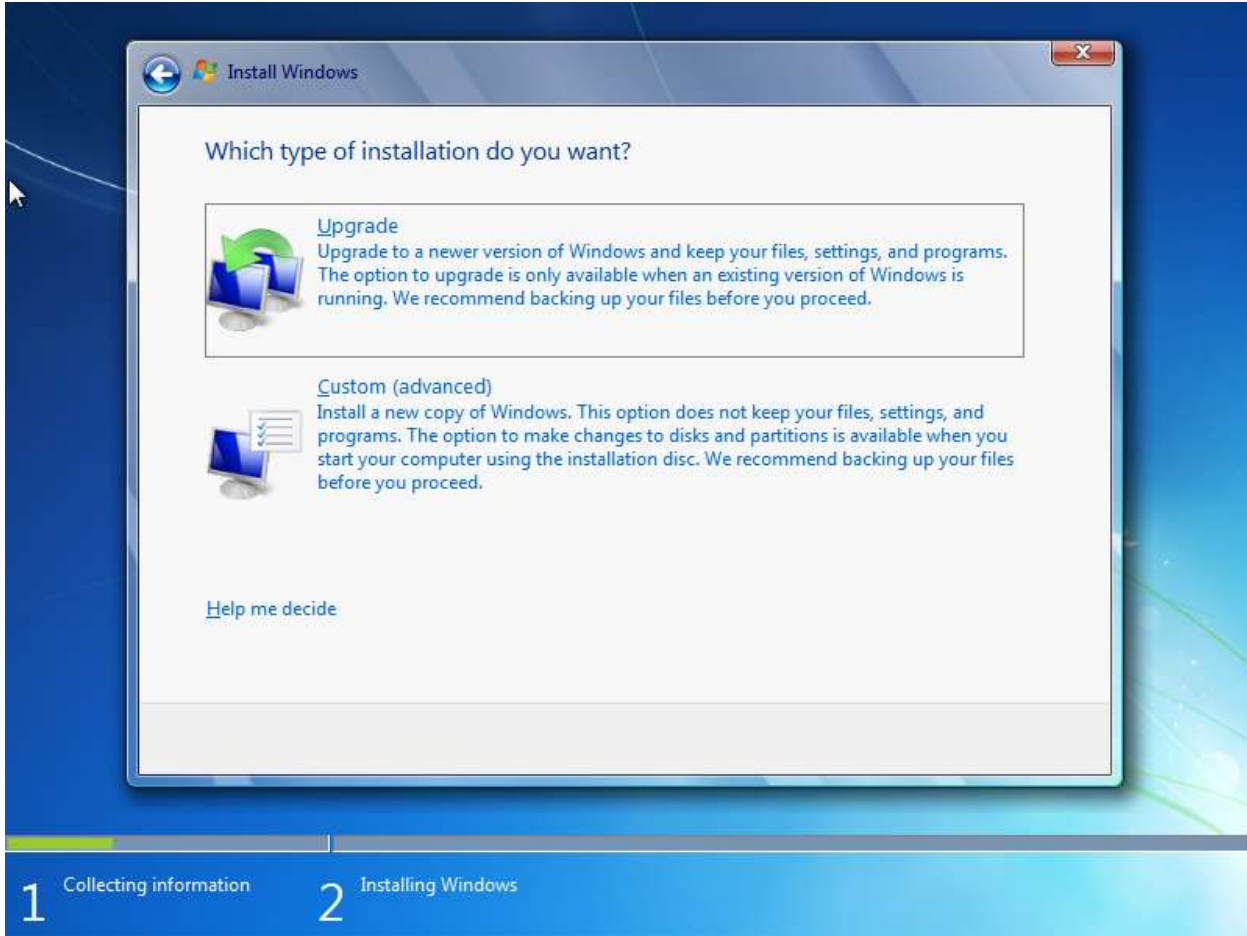 Install Windows
Which type of installation do you want?
Upgrade
Upgrade to a newer version of Windows and keep your files, settings, and programs.
The option to upgrade is only available when an existing version of Windows is
running. We recommend backing up your files before you proceed.
Custom (advanced)
Install a new copy of Windows. This option does not keep your files, settings, and
programs. The option to make changes to disks and partitions is available when you
start your computer using the installation disc. We recommend backing up your files
before you proceed.
Help me decide
1 Collecting information
2 Installing Windows